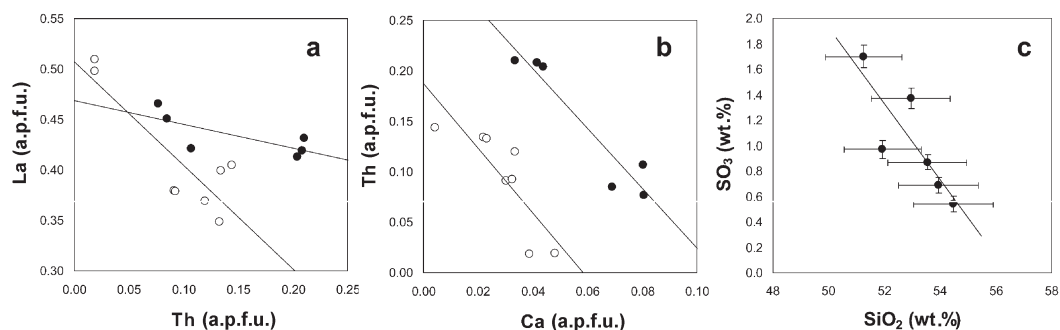 a
0.55
0.50
0.45
0.40
0.35
0.30
La (a.p.f.u.)
0.00 0.05 0.10 0.15 0.20 0.25
Th (a.p.f.u.)
b
0.25
0.20
0.15
0.10
0.05
0.00
Th (a.p.f.u.)
0.00 0.02 0.04 0.06 0.08 0.10
Ca (a.p.f.u.)
c
2.0
1.8
1.6
1.4
1.2
1.0
0.8
0.6
0.4
0.2
0.0
SO₃ (wt.%)
48 50 52 54 56 58
SiO₂ (wt.%)